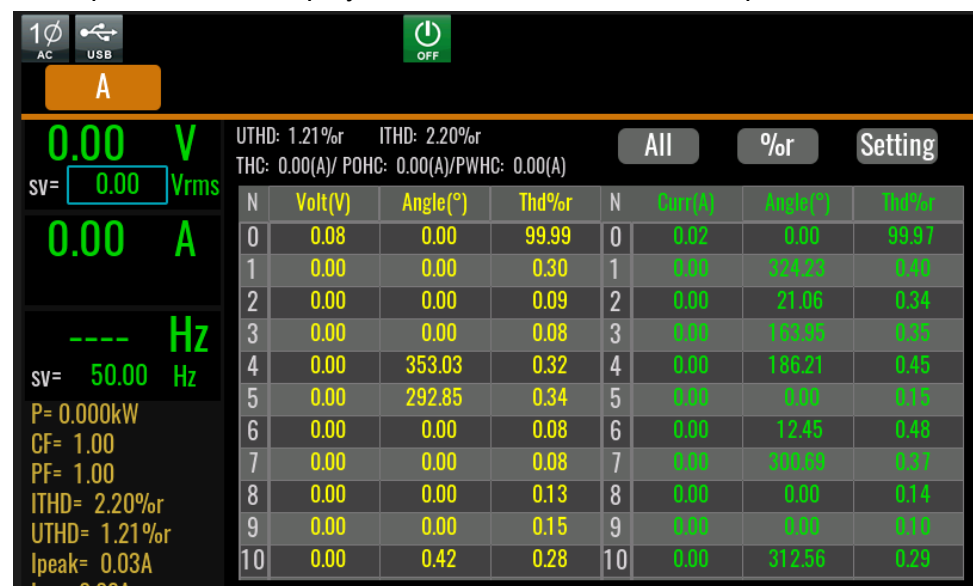 1Ø
AC
USB
OFF
A
0.00 V
sv= 0.00 Vrms
0.00 A
---- Hz
sv= 50.00 Hz
P= 0.000kW
CF= 1.00
PF= 1.00
ITHD= 2.20%r
UTHD= 1.21%r
Ipeak= 0.03A
UTHD: 1.21%r ITHD: 2.20%r
THC: 0.00(A)/ POHC: 0.00(A)/PWHC: 0.00(A)
All %r Setting
N Volt(V) Angle(°) Thd%r N Curr(A) Angle(°) Thd%r
0 0.08 0.00 99.99 0 0.02 0.00 99.97
1 0.00 0.00 0.30 1 0.00 324.23 0.40
2 0.00 0.00 0.09 2 0.00 21.06 0.34
3 0.00 0.00 0.08 3 0.00 163.95 0.35
4 0.00 353.03 0.32 4 0.00 186.21 0.45
5 0.00 292.85 0.34 5 0.00 0.00 0.15
6 0.00 0.00 0.08 6 0.00 12.45 0.48
7 0.00 0.00 0.08 7 0.00 300.69 0.37
8 0.00 0.00 0.13 8 0.00 0.00 0.14
9 0.00 0.00 0.15 9 0.00 0.00 0.10
10 0.00 0.42 0.28 10 0.00 312.56 0.29